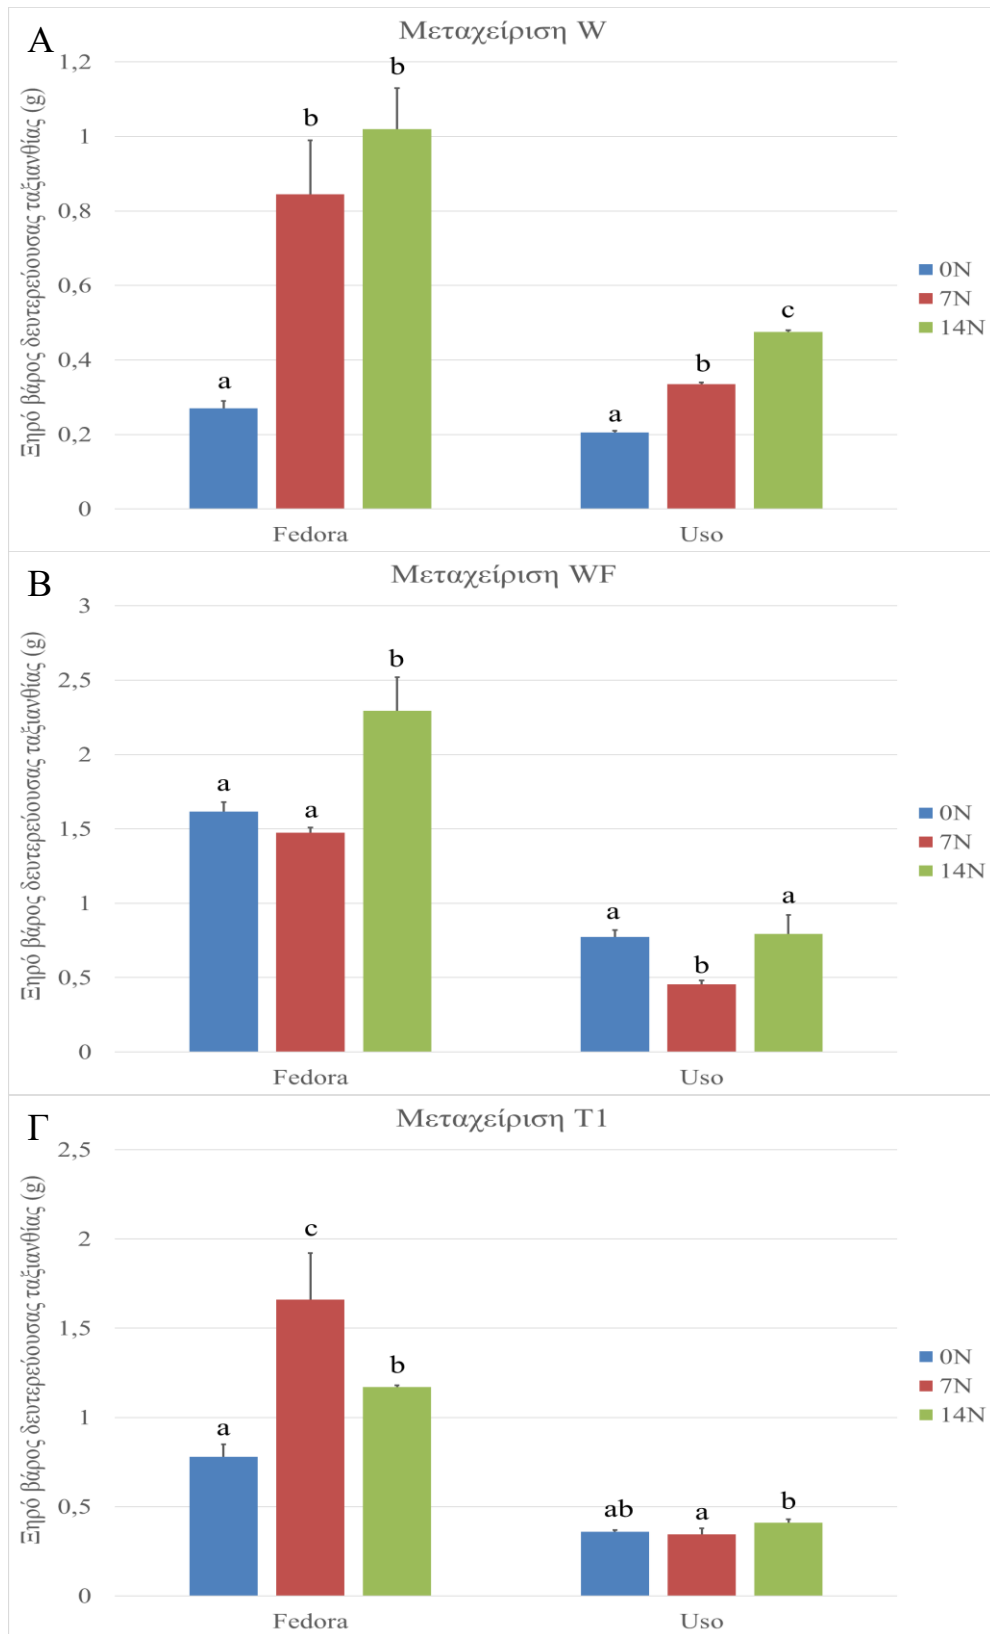 Α
Μεταχείριση W
Ξηρό βάρος δευτερεύουσας ταξιανθίας (g)
1,2
1
0,8
0,6
0,4
0,2
0
a
b
b
a
b
c
Fedora
Uso
0N
7N
14N
Β
Μεταχείριση WF
Ξηρό βάρος δευτερεύουσας ταξιανθίας (g)
3
2,5
2
1,5
1
0,5
0
a
a
b
a
b
a
Fedora
Uso
0N
7N
14N
Γ
Μεταχείριση T1
Ξηρό βάρος δευτερεύουσας ταξιανθίας (g)
2,5
2
1,5
1
0,5
0
a
c
b
ab
a
b
Fedora
Uso
0N
7N
14N